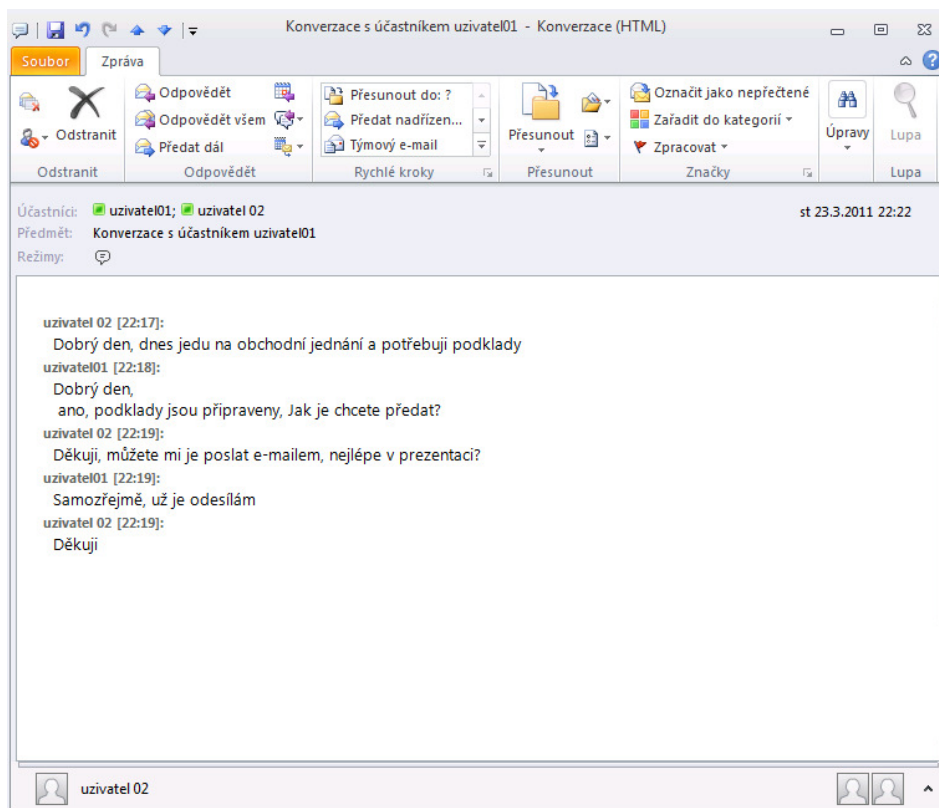 Konverzace s účastníkem uzivatel01 - Konverzace (HTML)
Soubor Zpráva
Odstranit
Odpovědět
Odpovědět všem
Předat dál
Přesunout do: ?
Předat nadřízen...
Týmový e-mail
Přesunout
Označit jako nepřečtené
Zařadit do kategorií
Zpracovat
Úpravy
Lupa
Odstranit Odpovědět Rychlé kroky Přesunout Značky Lupa
Účastníci: uzivatel01; uzivatel 02 st 23.3.2011 22:22
Předmět: Konverzace s účastníkem uzivatel01
Režimy:
uzivatel 02 [22:17]:
Dobrý den, dnes jedu na obchodní jednání a potřebuji podklady
uzivatel01 [22:18]:
Dobrý den,
ano, podklady jsou připraveny, Jak je chcete předat?
uzivatel 02 [22:19]:
Děkuji, můžete mi je poslat e-mailem, nejlépe v prezentaci?
uzivatel01 [22:19]:
Samozřejmě, už je odesílám
uzivatel 02 [22:19]:
Děkuji
uzivatel 02